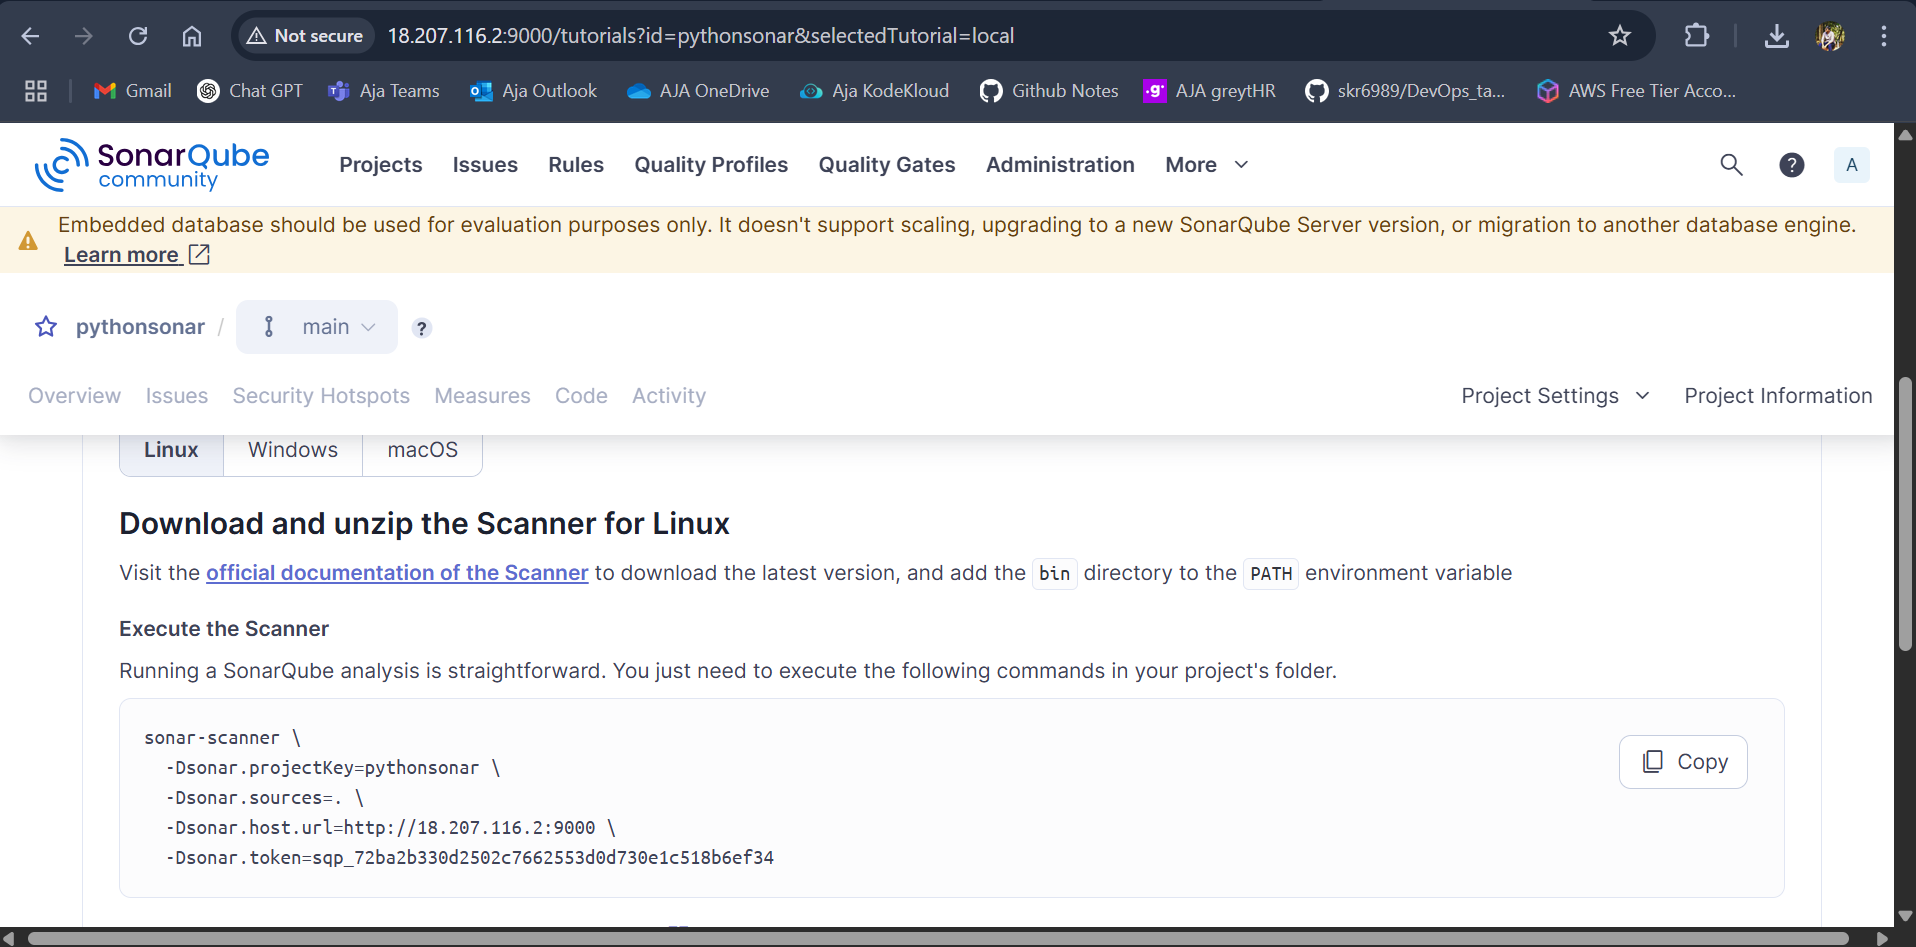 Not secure
18.207.116.2:9000/tutorials?id=pythonsonar&selectedTutorial=local
Gmail
Chat GPT
Aja Teams
Aja Outlook
AJA OneDrive
Aja KodeKloud
Github Notes
AJA greytHR
skr6989/DevOps_ta...
AWS Free Tier Acco...
SonarQube
community
Projects
Issues
Rules
Quality Profiles
Quality Gates
Administration
More
A
Embedded database should be used for evaluation purposes only. It doesn't support scaling, upgrading to a new SonarQube Server version, or migration to another database engine.
Learn more
pythonsonar / main
Overview
Issues
Security Hotspots
Measures
Code
Activity
Project Settings
Project Information
Linux
Windows
macOS
Download and unzip the Scanner for Linux
Visit the official documentation of the Scanner to download the latest version, and add the bin directory to the PATH environment variable
Execute the Scanner
Running a SonarQube analysis is straightforward. You just need to execute the following commands in your project's folder.
sonar-scanner \
-Dsonar.projectKey=pythonsonar \
-Dsonar.sources=. \
-Dsonar.host.url=http://18.207.116.2:9000 \
-Dsonar.token=sqp_72ba2b330d2502c7662553d0d730e1c518b6ef34
Copy